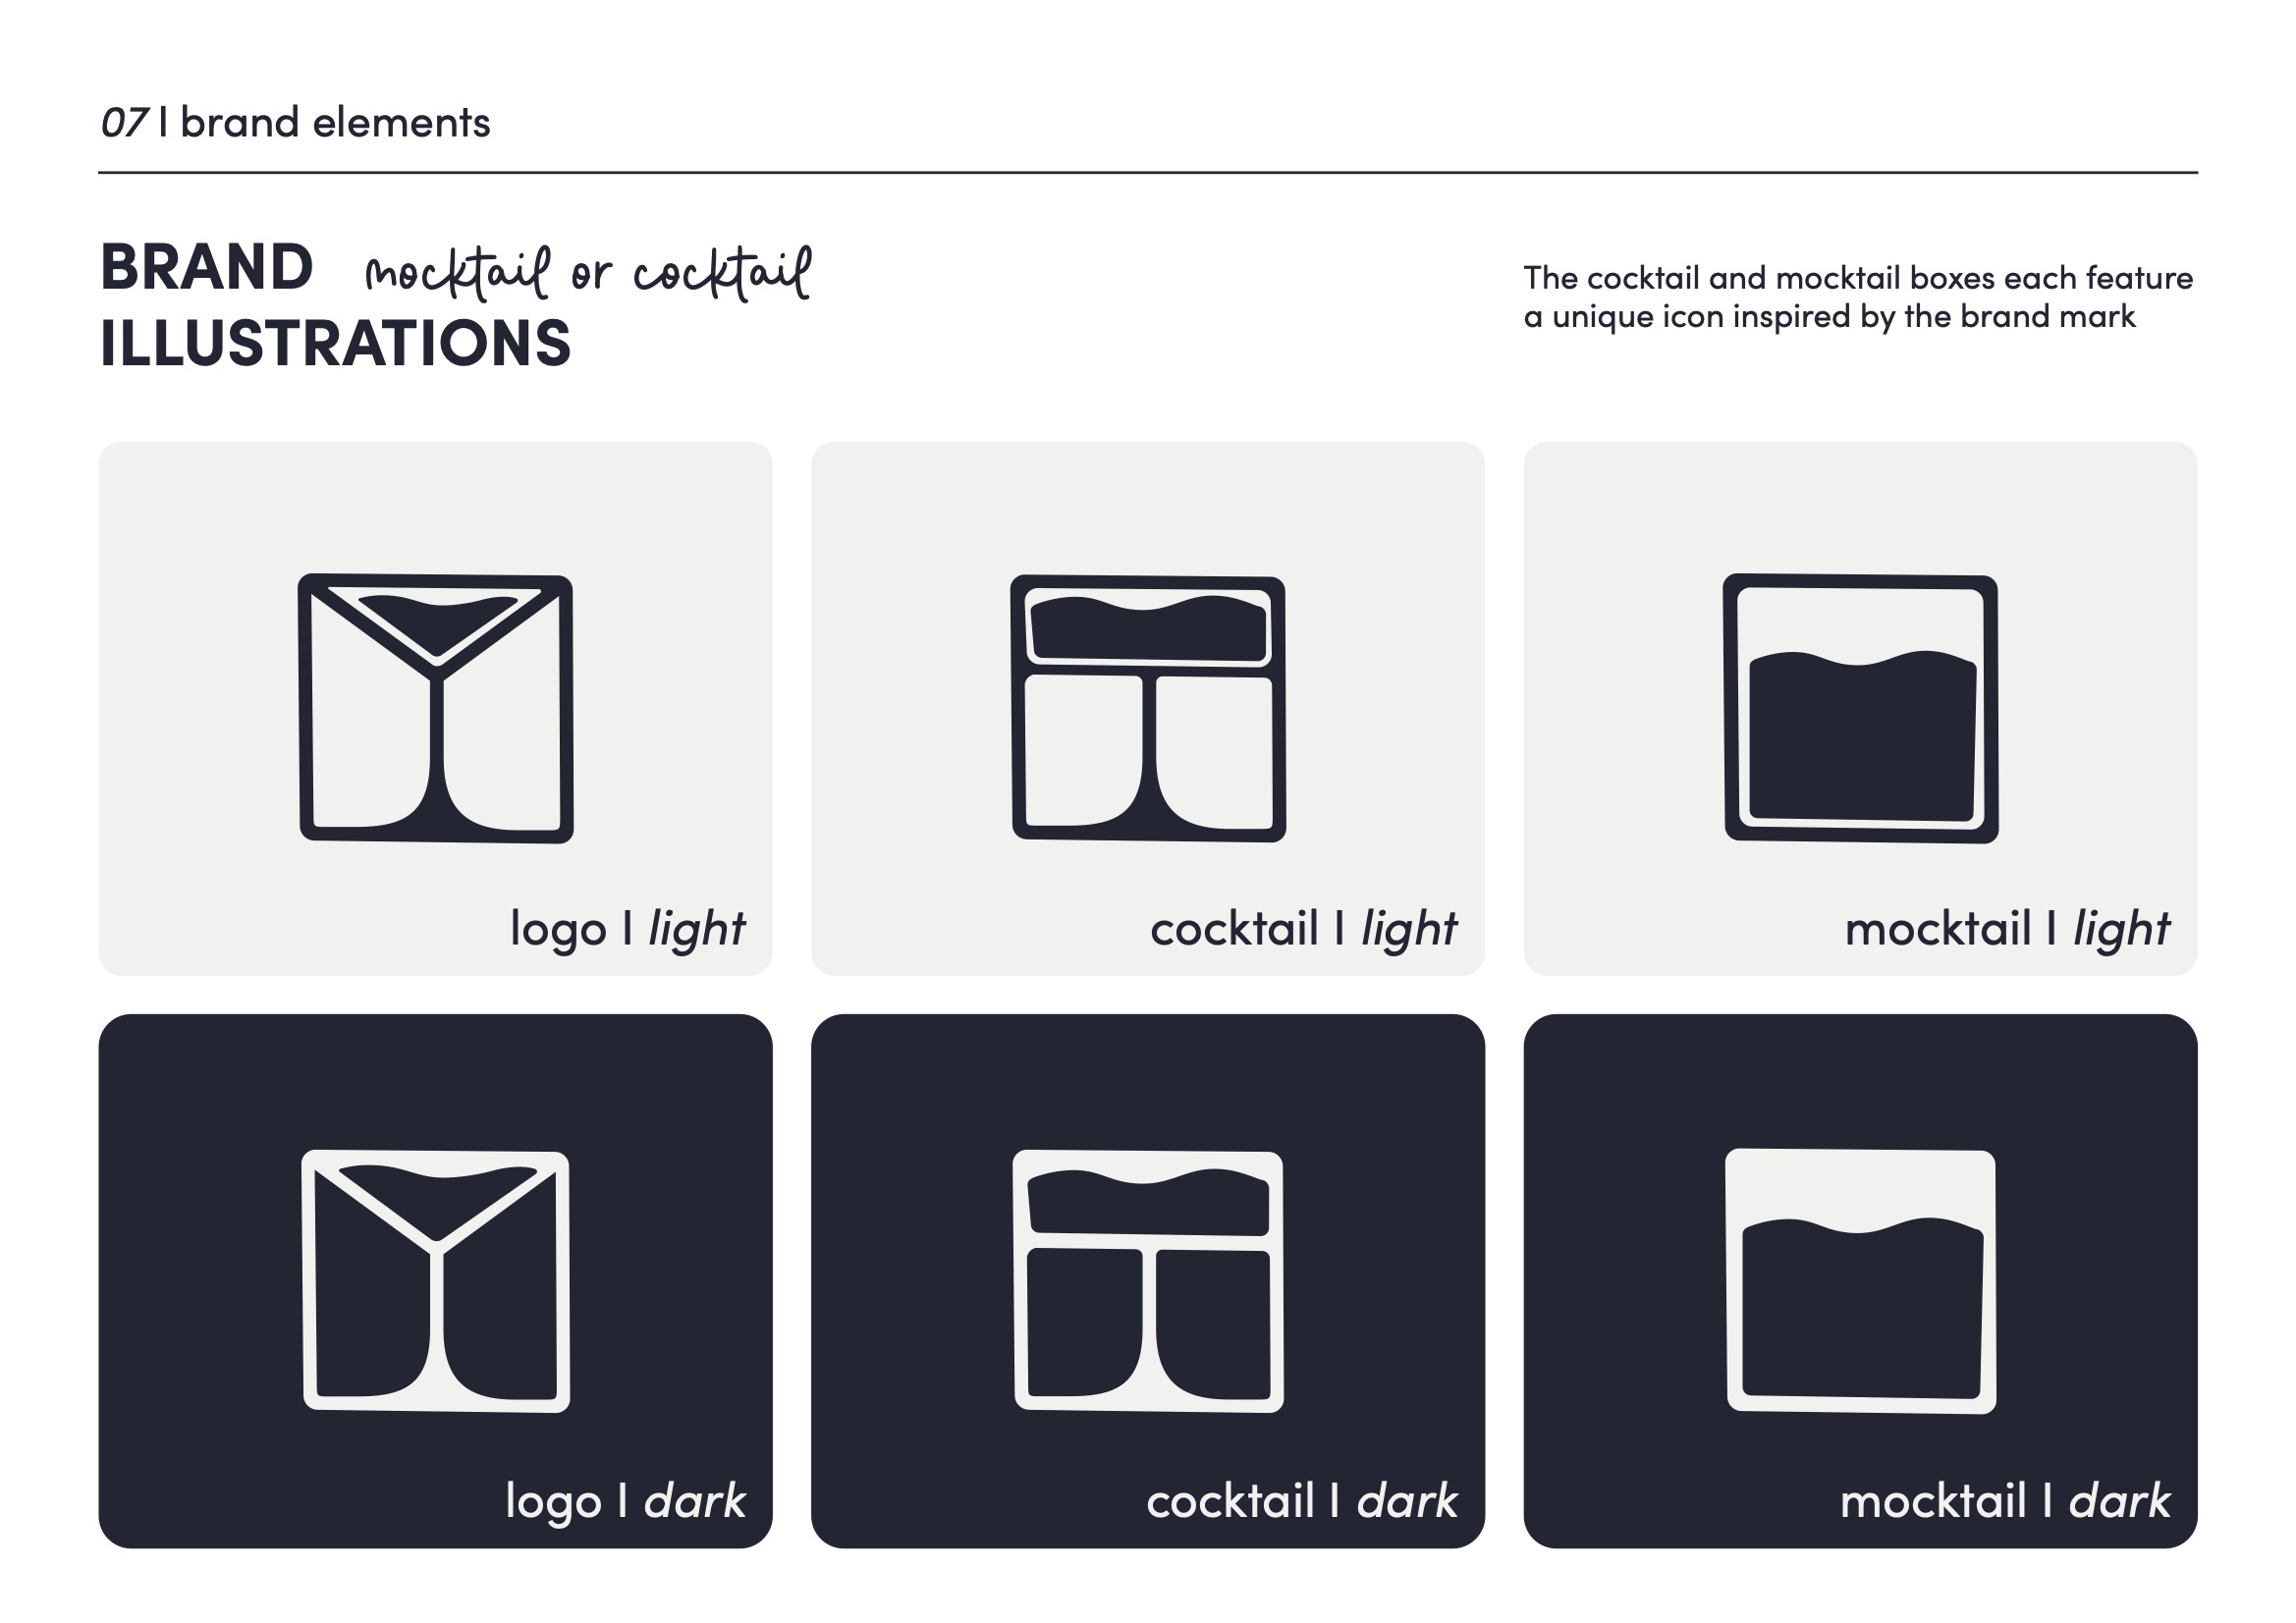 07 | brand elements
BRAND mocktail or cocktail
ILLUSTRATIONS
The cocktail and mocktail boxes each feature
a unique icon inspired by the brand mark
logo | light
cocktail | light
mocktail | light
logo | dark
cocktail | dark
mocktail | dark